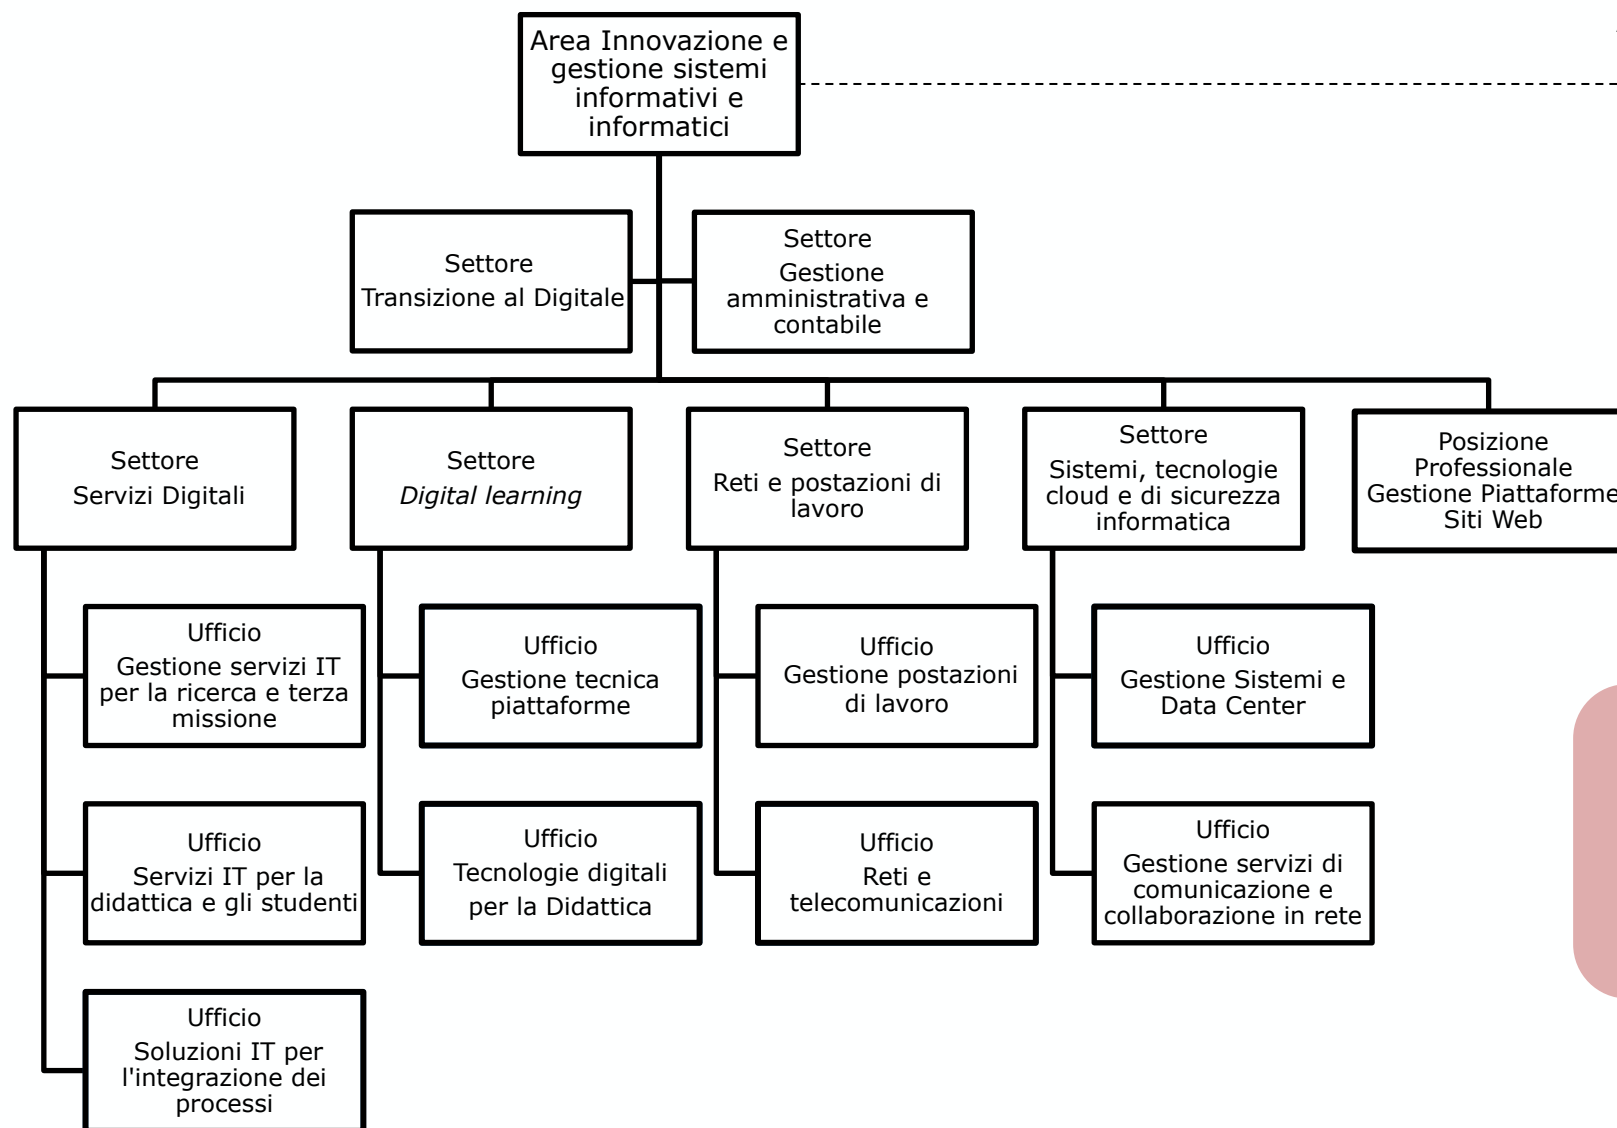 Area Innovazione e
gestione sistemi
informativi e
informatici
Settore
Transizione al Digitale
Settore
Gestione
amministrativa e
contabile
Settore
Servizi Digitali
Settore
Digital learning
Settore
Reti e postazioni di
lavoro
Settore
Sistemi, tecnologie
cloud e di sicurezza
informatica
Posizione
Professionale
Gestione Piattaforme
Siti Web
Ufficio
Gestione servizi IT
per la ricerca e terza
missione
Ufficio
Gestione tecnica
piattaforme
Ufficio
Gestione postazioni
di lavoro
Ufficio
Gestione Sistemi e
Data Center
Ufficio
Servizi IT per la
didattica e gli studenti
Ufficio
Tecnologie digitali
per la Didattica
Ufficio
Reti e
telecomunicazioni
Ufficio
Gestione servizi di
comunicazione e
collaborazione in rete
Ufficio
Soluzioni IT per
l'integrazione dei
processi